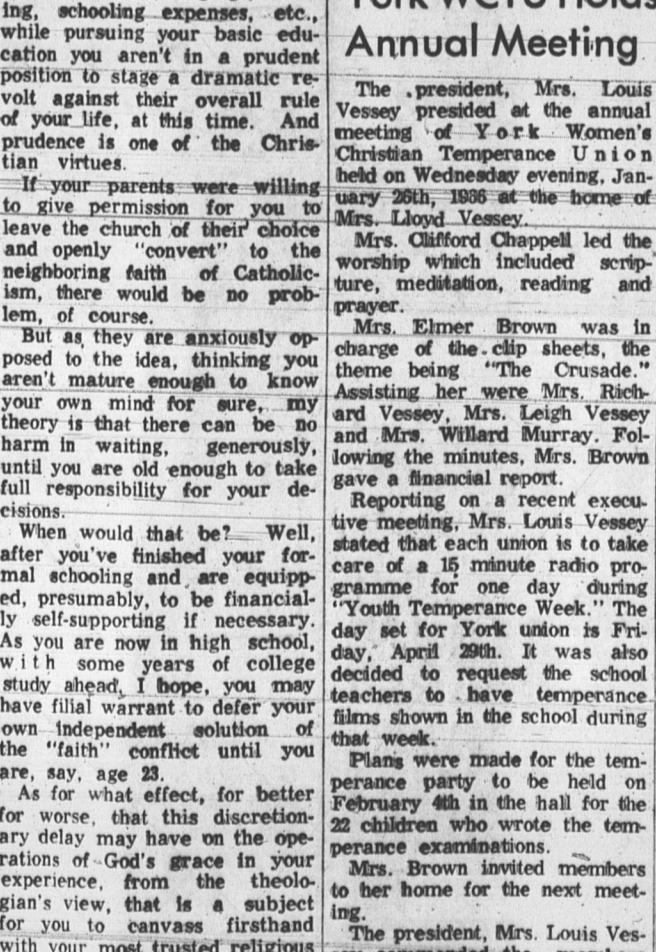 ing, schooling expenses, etc.,
while pursuing your basic edu-
cation you aren't in a prudent
position to stage a dramatic re-
volt against their overall rule
of your life, at this time. And
prudence is one of the Chris-
tian virtues.
If your parents were willing
to give permission for you to
leave the church of their choice
and openly "convert" to the
neighboring faith of Catholic-
ism, there would be no prob-
lem, of course.
But as they are anxiously op-
posed to the idea, thinking you
aren't mature enough to know
your own mind for sure, my
theory is that there can be no
harm in waiting, generously,
until you are old enough to take
full responsibility for your de-
cisions.
When would that be? Well,
after you've finished your for-
mal schooling and are equipp-
ed, presumably, to be financial-
ly self-supporting if necessary.
As you are now in high school,
with some years of college
study ahead, I hope, you may
have filial warrant to defer your
own independent solution of
the "faith" conflict until you
are, say, age 23.
As for what effect, for better
for worse, that this discretion-
ary delay may have on the ope-
rations of God's grace in your
experience, from the theolo-
gian's view, that is a subject
for you to canvass firsthand
with your most trusted religious
York WCTU Holds
Annual Meeting
The president, Mrs. Louis
Vessey presided at the annual
meeting of York Women's
Christian Temperance Union
held on Wednesday evening, Jan-
uary 26th, 1966 at the home of
Mrs. Lloyd Vessey.
Mrs. Clifford Chappell led the
worship which included scrip-
ture, meditation, reading and
prayer.
Mrs. Elmer Brown was in
charge of the clip sheets, the
theme being "The Crusade."
Assisting her were Mrs. Rich-
ard Vessey, Mrs. Leigh Vessey
and Mrs. Willard Murray. Fol-
lowing the minutes, Mrs. Brown
gave a financial report.
Reporting on a recent execu-
tive meeting, Mrs. Louis Vessey
stated that each union is to take
care of a 15 minute radio pro-
gramme for one day during
"Youth Temperance Week." The
day set for York union is Fri-
day, April 29th. It was also
decided to request the school
teachers to have temperance
films shown in the school during
that week.
Plans were made for the tem-
perance party to be held on
February 4th in the hall for the
22 children who wrote the tem-
perance examinations.
Mrs. Brown invited members
to her home for the next meet-
ing.
The president, Mrs. Louis Ves-